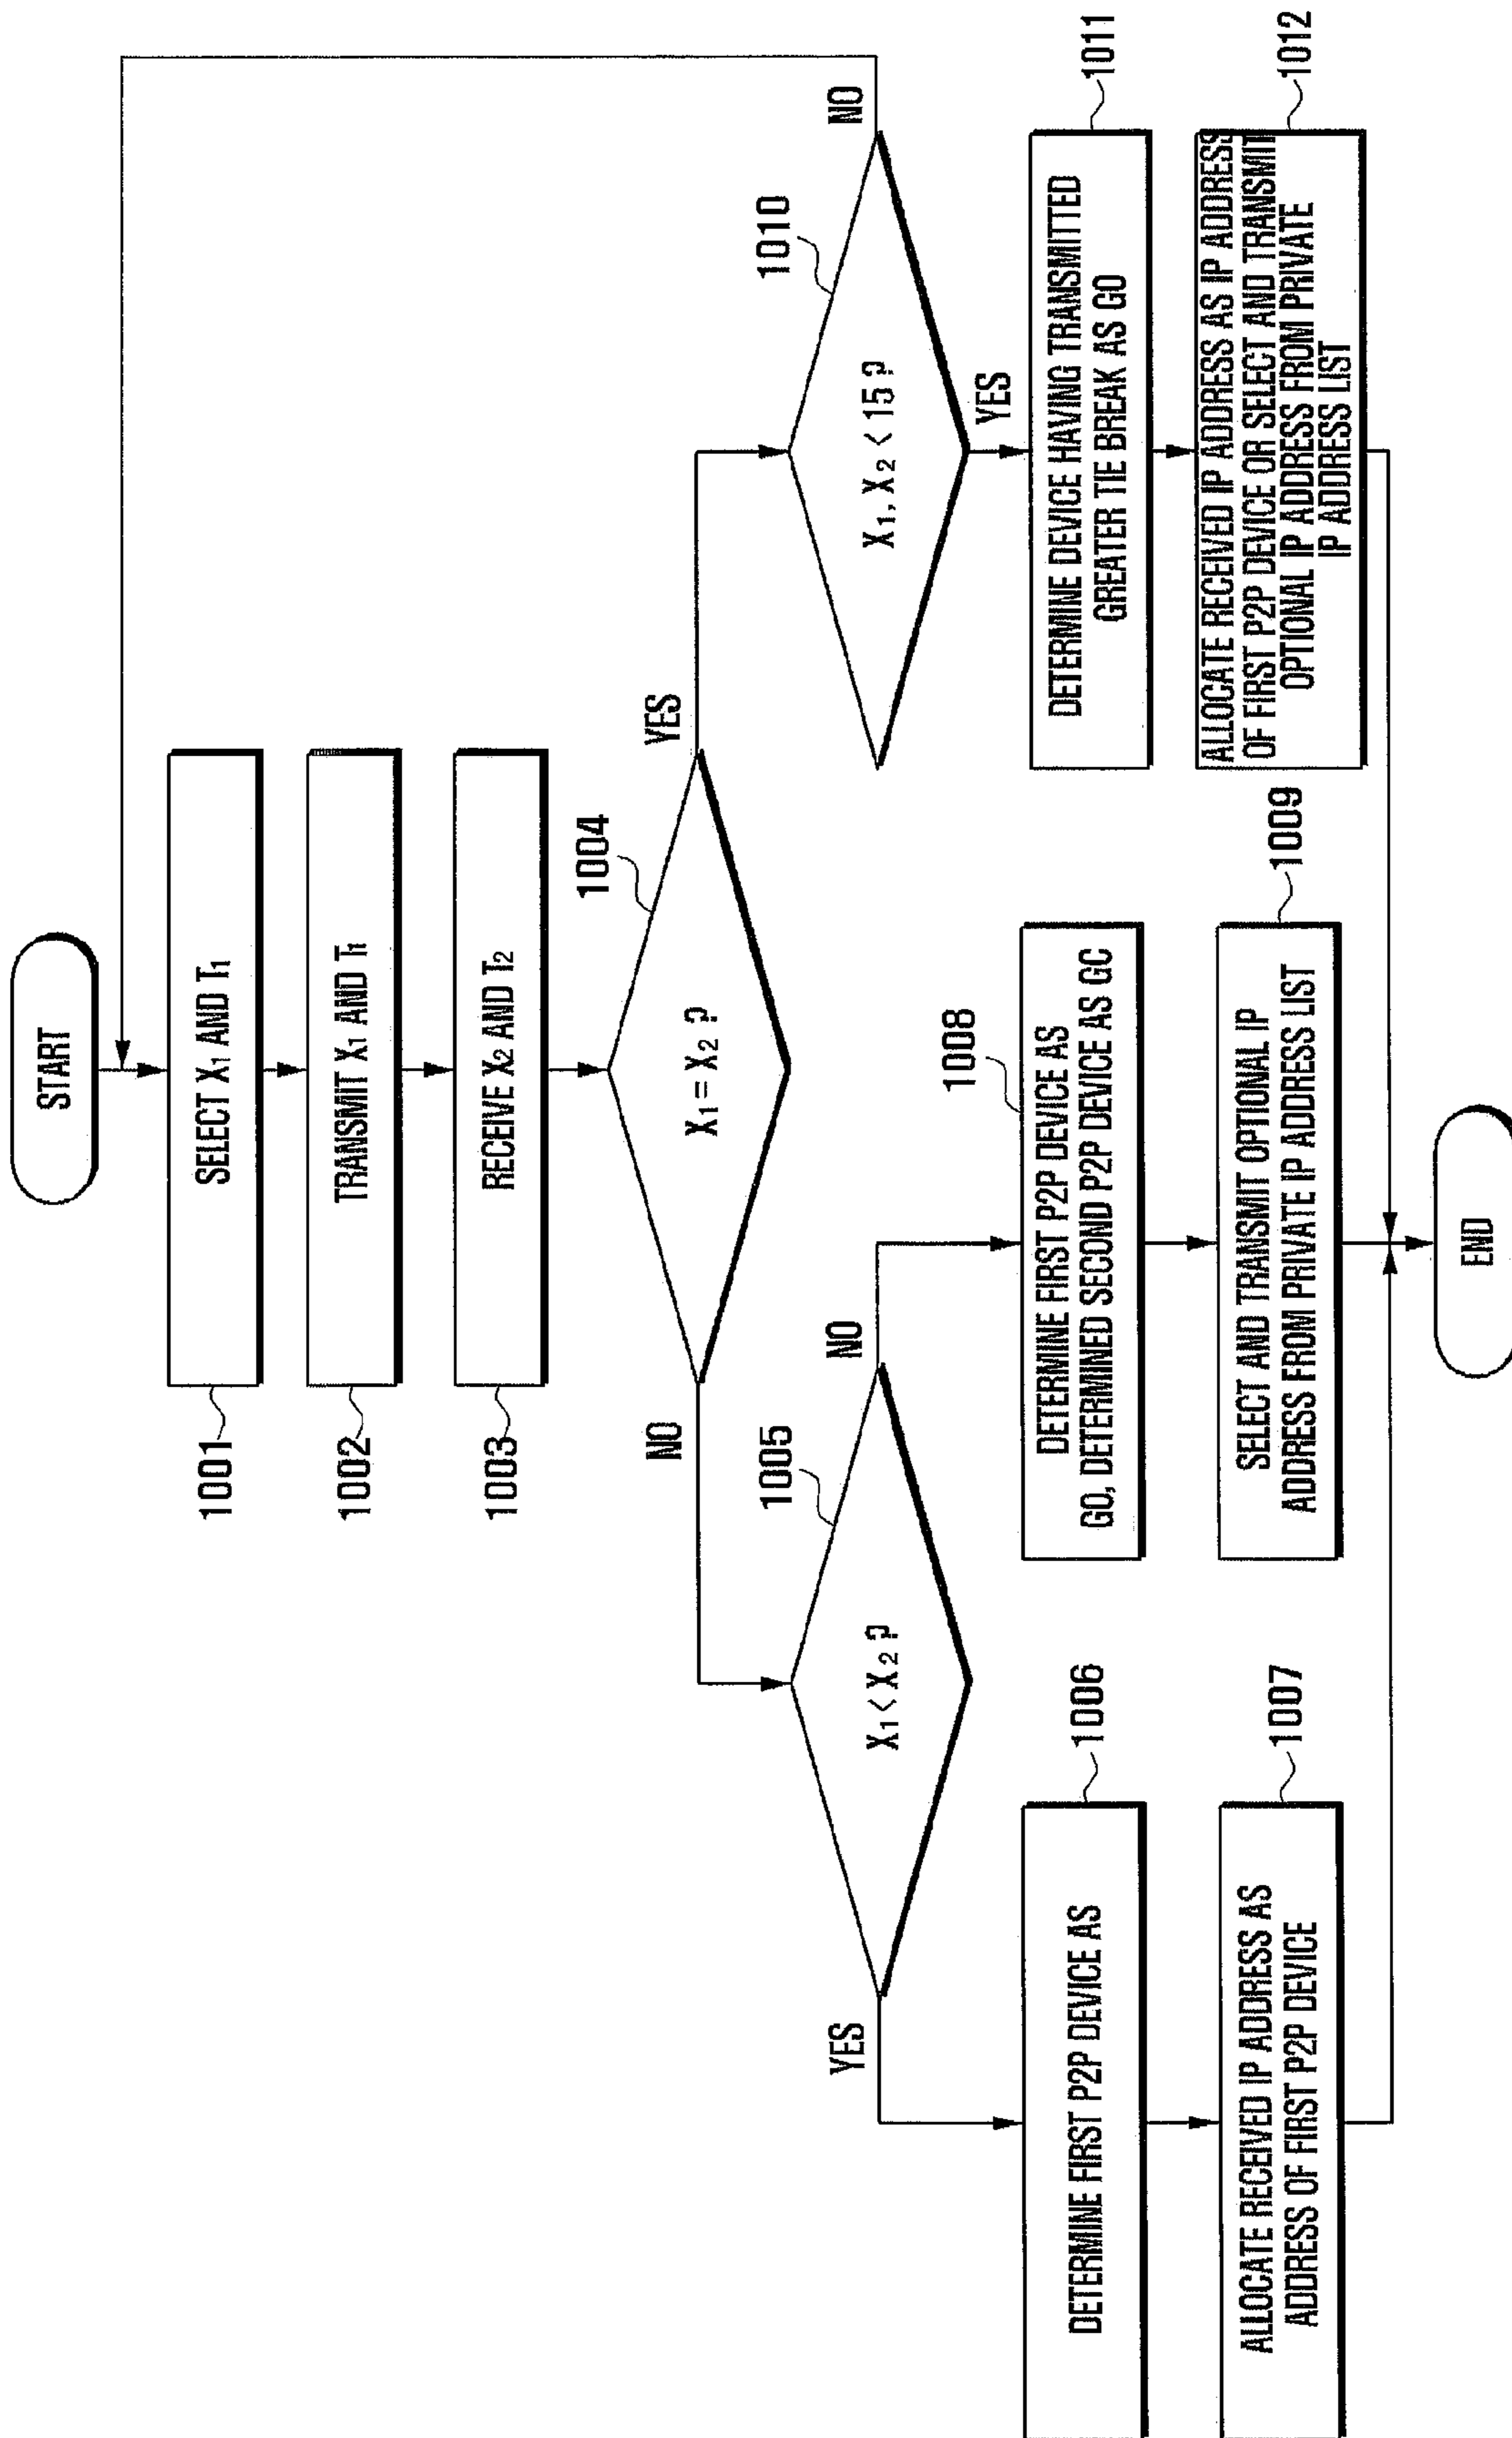 START
SELECT X₁ AND T₁
1001
TRANSMIT X₁ AND T₁
1002
RECEIVE X₂ AND T₂
1003
X₁ = X₂ ?
1004
NO
YES
X₁ < X₂ ?
1005
YES
NO
DETERMINE FIRST P2P DEVICE AS
1006
ALLOCATE RECEIVED IP ADDRESS AS
ADDRESS OF FIRST P2P DEVICE
1007
DETERMINE FIRST P2P DEVICE AS
GO, DETERMINED SECOND P2P DEVICE AS GC
1008
SELECT AND TRANSMIT OPTIONAL IP
ADDRESS FROM PRIVATE IP ADDRESS LIST
1009
X₁, X₂ < 15 ?
1010
NO
YES
DETERMINE DEVICE HAVING TRANSMITTED
GREATER TIE BREAK AS GO
1011
ALLOCATE RECEIVED IP ADDRESS AS IP ADDRESS
OF FIRST P2P DEVICE OR SELECT AND TRANSMIT
OPTIONAL IP ADDRESS FROM PRIVATE
IP ADDRESS LIST
1012
END